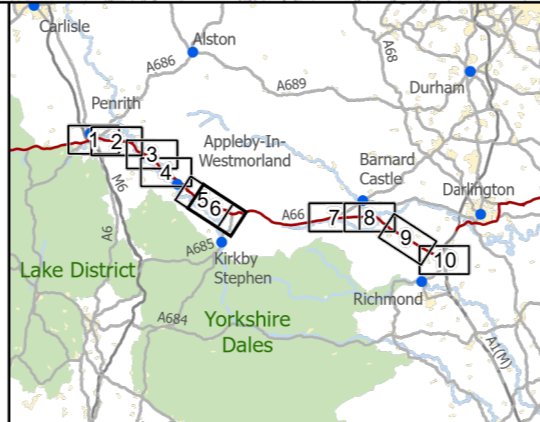 Carlisle
Alston
A686
A68
A689
Durham
Penrith
Appleby-In-
Westmorland
Barnard
Castle
Darlington
1
2
3
4
5
6
7
8
9
10
M6
A66
A6
A685
Kirkby
Stephen
Lake District
Richmond
A684
Yorkshire
Dales
A1(M)